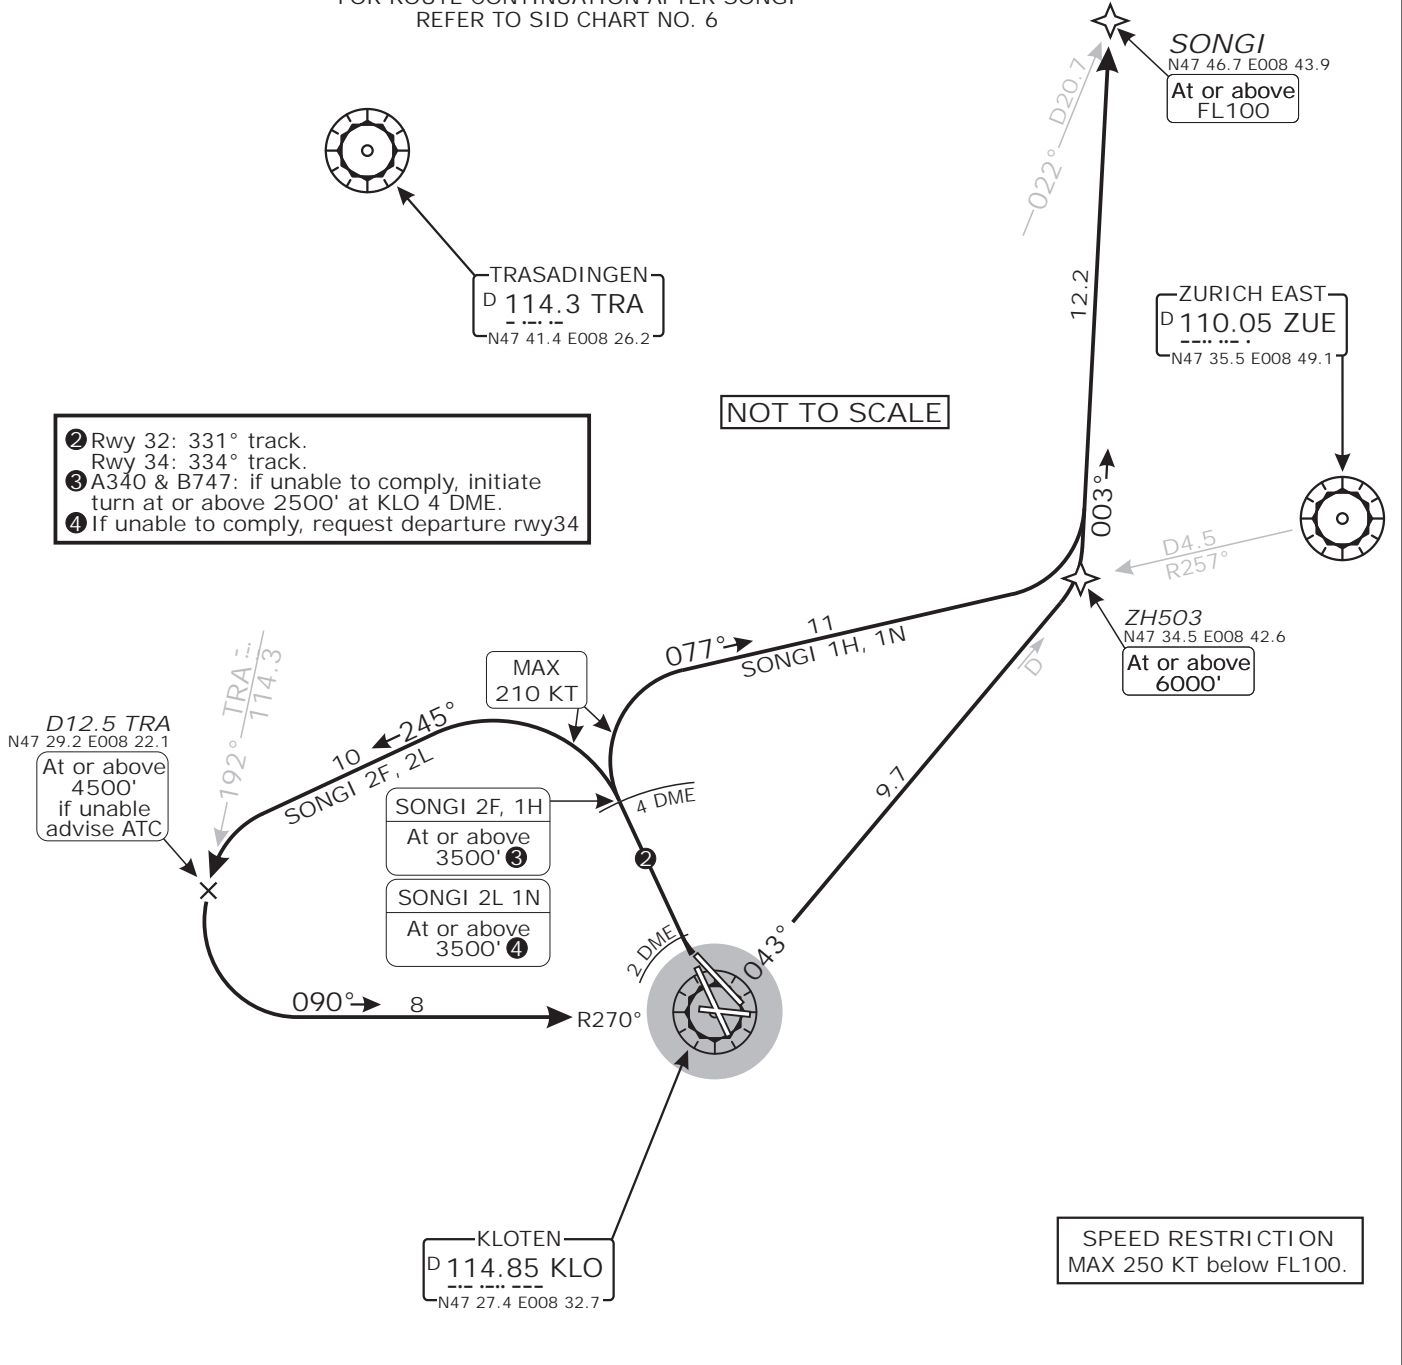 FOR ROUTE CONTINUATION AFTER SONGI
REFER TO SID CHART NO. 6
SONGI
N47 46.7 E008 43.9
At or above
FL100
022° D20.7
TRASADINGEN
D 114.3 TRA
N47 41.4 E008 26.2
12.2
ZURICH EAST
D 110.05 ZUE
N47 35.5 E008 49.1
NOT TO SCALE
❷ Rwy 32: 331° track.
Rwy 34: 334° track.
❸ A340 & B747: if unable to comply, initiate
turn at or above 2500' at KLO 4 DME.
❹ If unable to comply, request departure rwy34
003°
D4.5
R257°
ZH503
N47 34.5 E008 42.6
At or above
6000'
077°
11
SONGI 1H, 1N
D
MAX
210 KT
192° TRA
114.3
D12.5 TRA
N47 29.2 E008 22.1
At or above
4500'
if unable
advise ATC
245°
10
SONGI 2F, 2L
SONGI 2F, 1H
At or above
3500' ❸
4 DME
9.7
❷
SONGI 2L 1N
At or above
3500' ❹
2 DME
043°
090° 8
R270°
KLOTEN
D 114.85 KLO
N47 27.4 E008 32.7
SPEED RESTRICTION
MAX 250 KT below FL100.